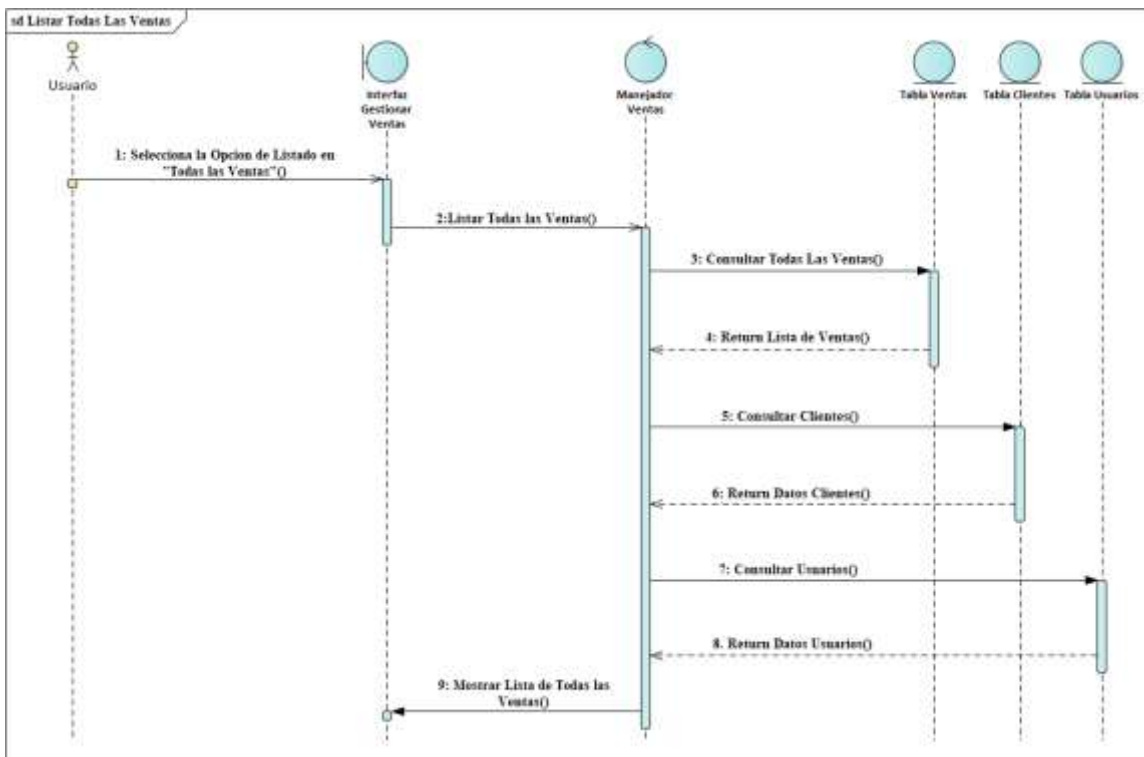 sd Listar Todas Las Ventas
Usuario
Interfas
Gestionar
Ventas
Manejador
Ventas
Tabla Ventas
Tabla Clientes
Tabla Usuarios
1: Selecciona la Opcion de Listado en
"Todas las Ventas"()
2:Listar Todas las Ventas()
3: Consultar Todas Las Ventas()
4: Return Lista de Ventas()
5: Consultar Clientes()
6: Return Datos Clientes()
7: Consultar Usuarios()
8. Return Datos Usuarios()
9: Mostrar Lista de Todas las
Ventas()